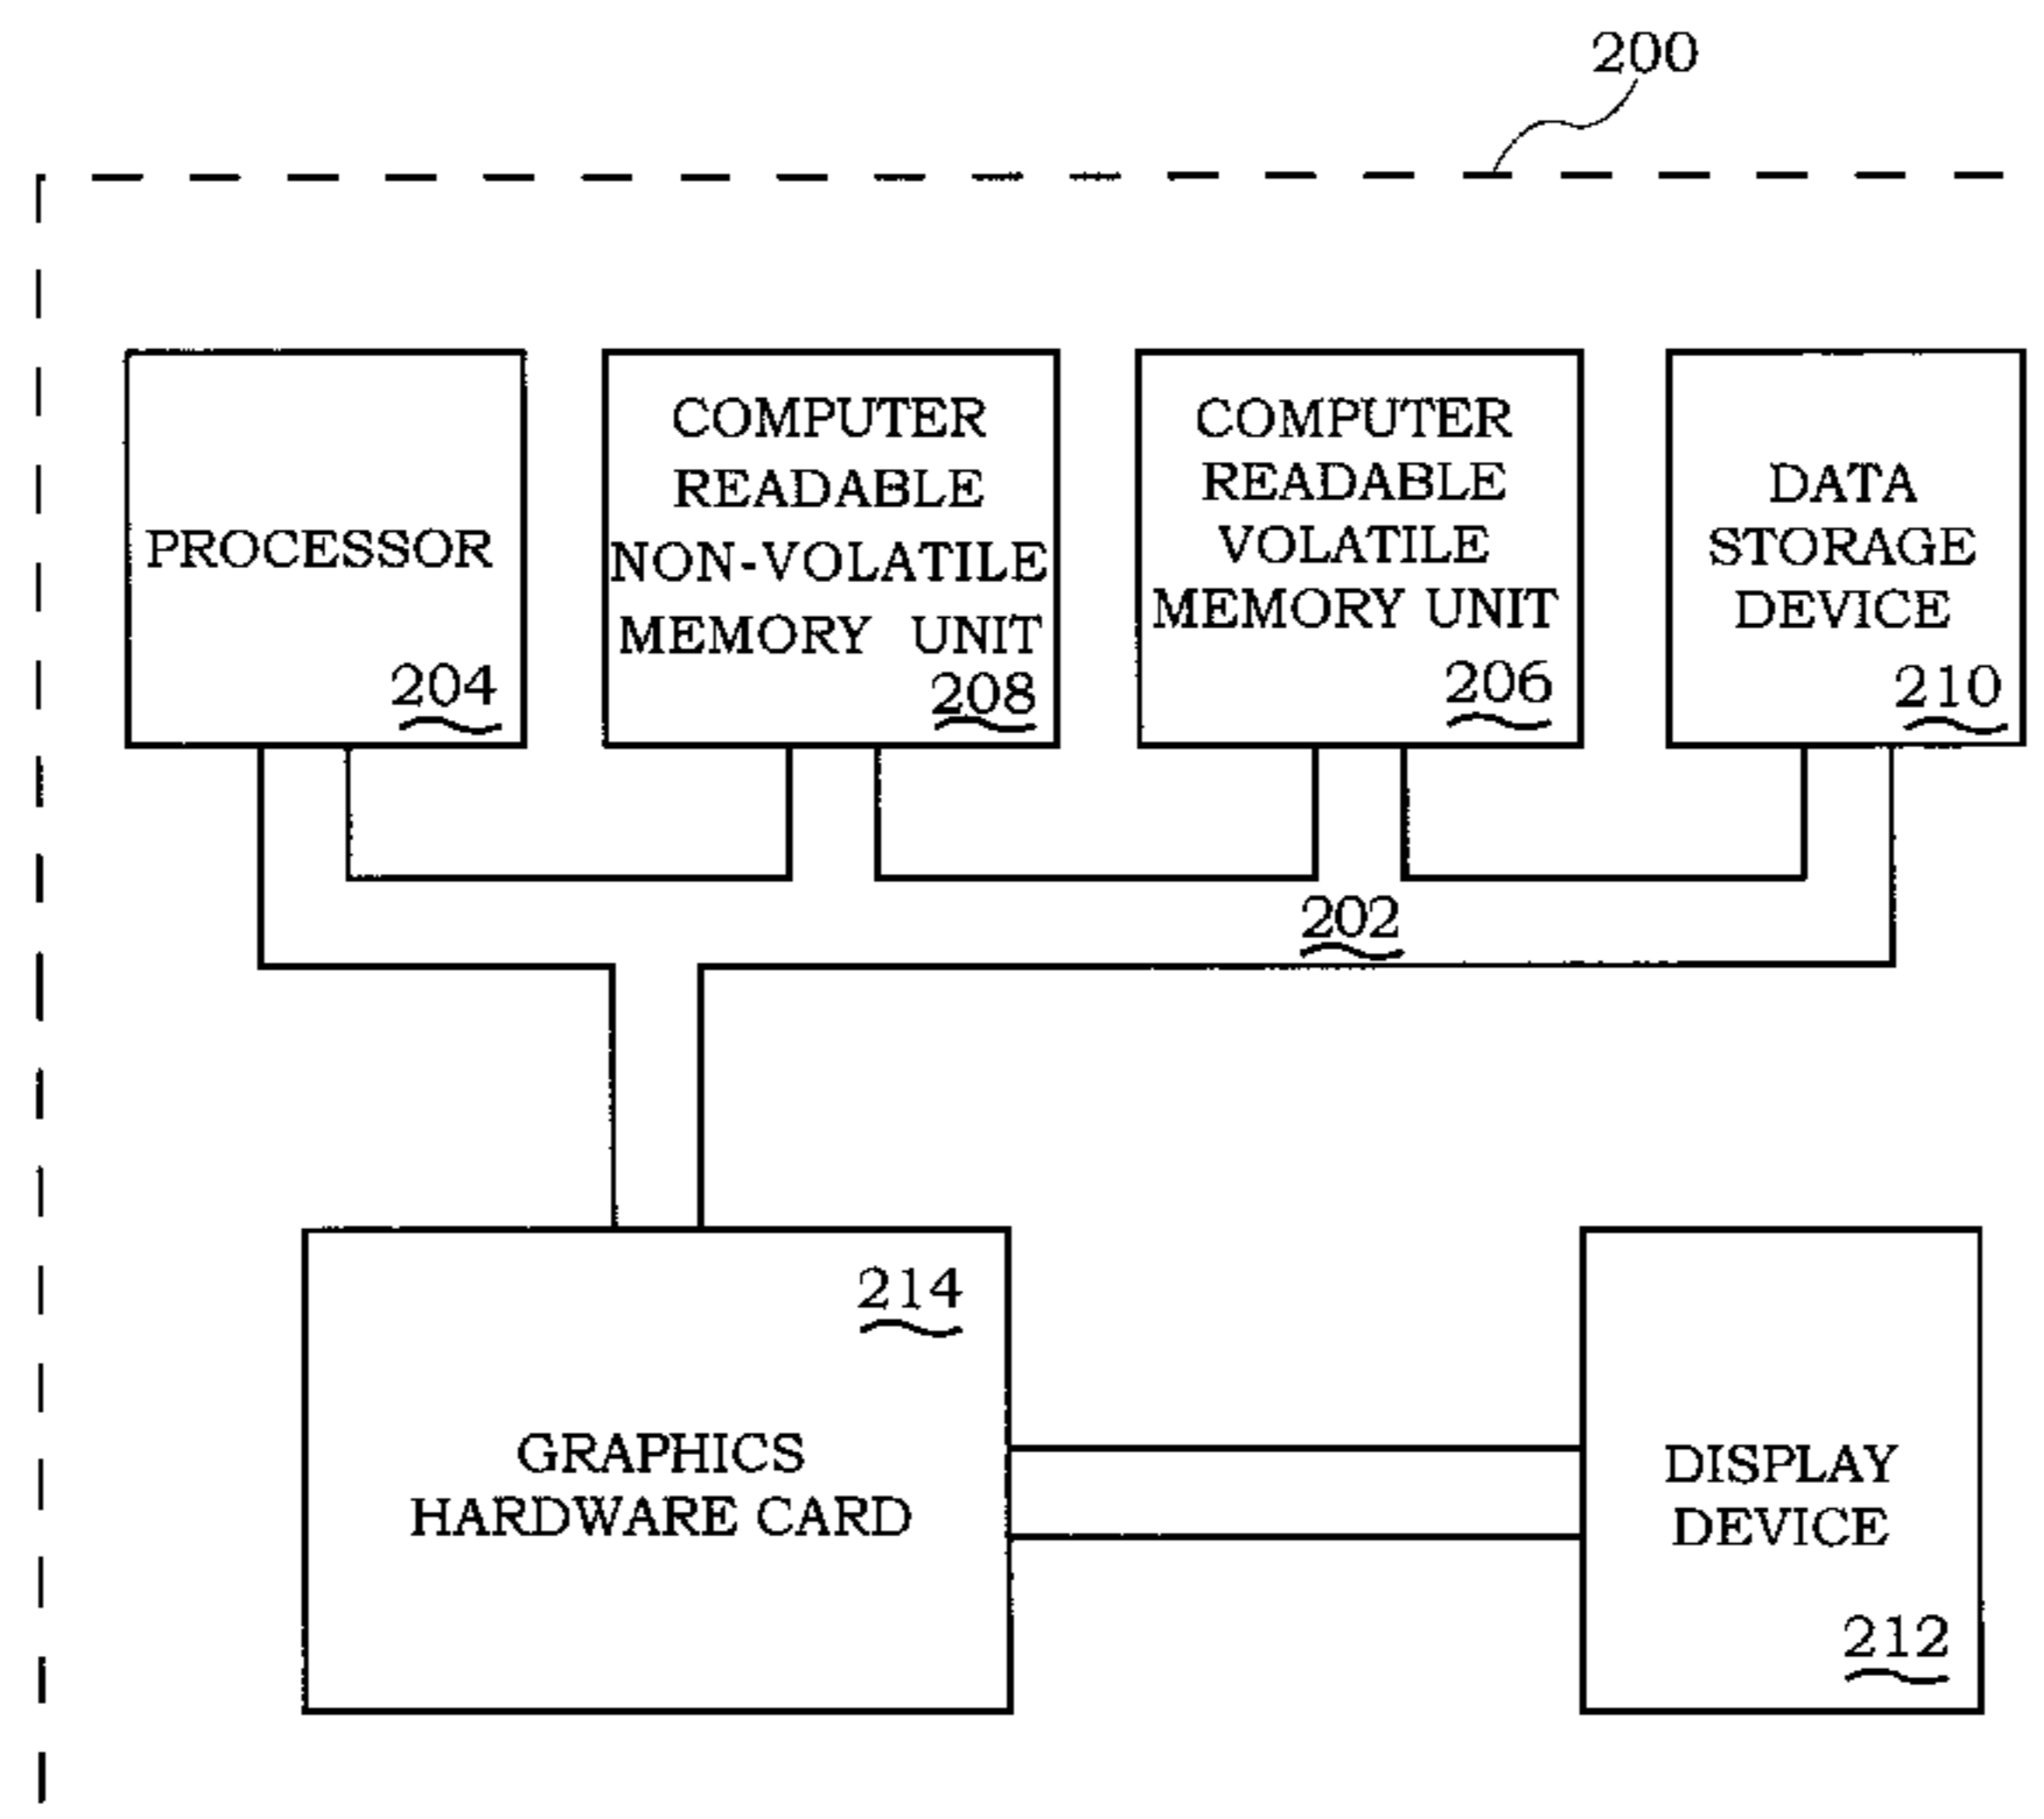 200
PROCESSOR
204
COMPUTER
READABLE
NON-VOLATILE
MEMORY UNIT
208
COMPUTER
READABLE
VOLATILE
MEMORY UNIT
206
DATA
STORAGE
DEVICE
210
202
214
GRAPHICS
HARDWARE CARD
DISPLAY
DEVICE
212